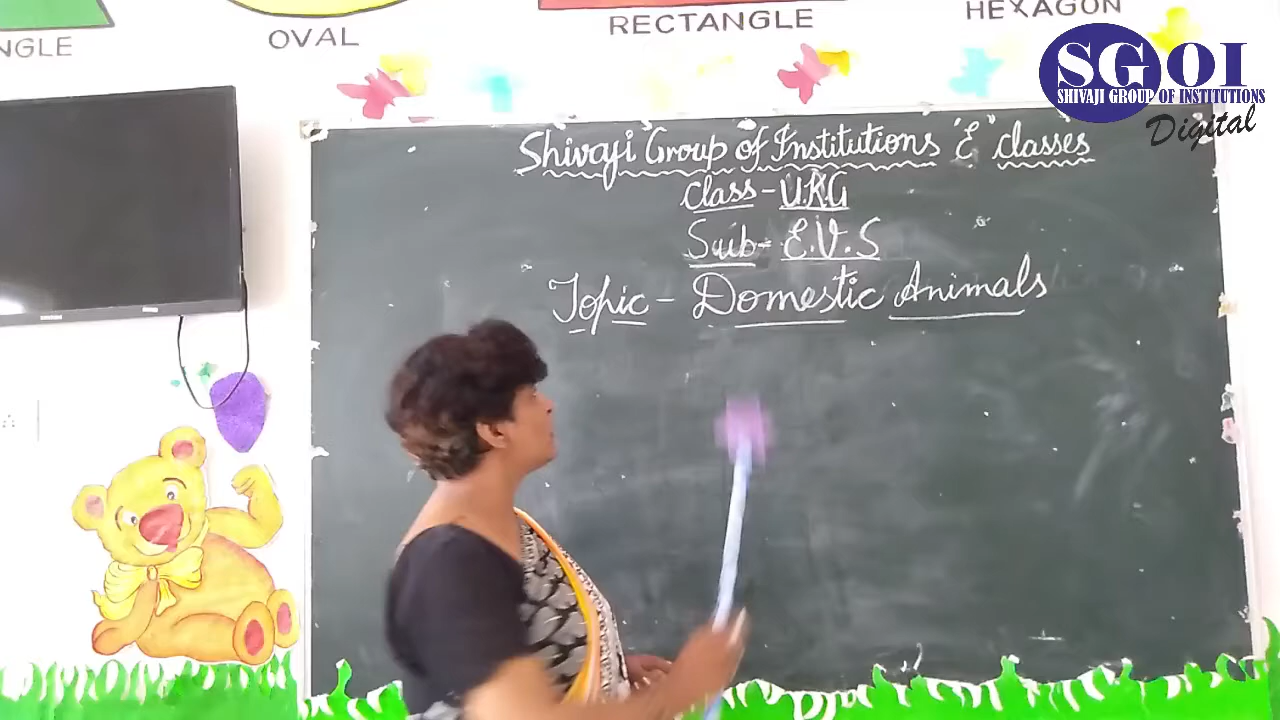 NGLE
OVAL
RECTANGLE
HEXAGON
SGOI
SHIVAJI GROUP OF INSTITUTIONS
Digital
Shivaji Group of Institutions "E" classes
Class - U.K.G
Sub- E.V.S
Topic - Domestic Animals